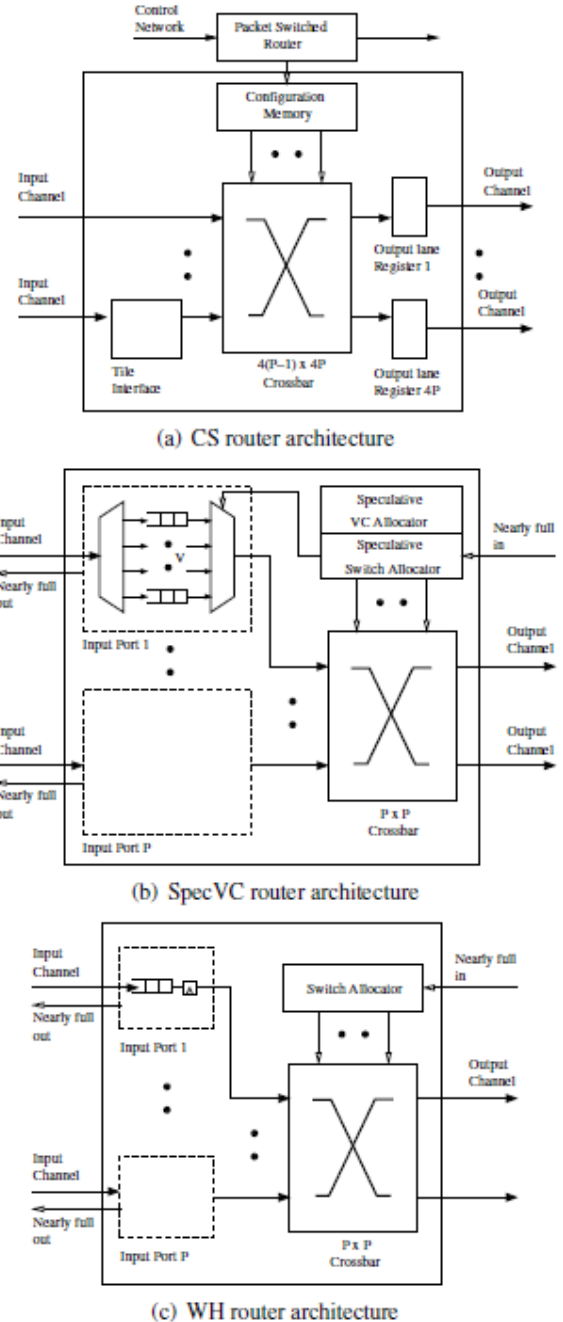 Control
Network
Packet Switched
Router
Configuration
Memory
Input
Channel
Output
Channel
Output lane
Register 1
Input
Channel
Output
Channel
Tile
Interface
4(P–1) x 4P
Crossbar
Output lane
Register 4P
(a) CS router architecture
Speculative
VC Allocator
Speculative
Switch Allocator
nput
Channel
V
Nearly full
in
Nearly full
out
Input Port 1
Output
Channel
nput
Channel
Output
Channel
Nearly full
out
P x P
Crossbar
Input Port P
(b) SpecVC router architecture
Input
Channel
Nearly full
in
A
Switch Allocator
Nearly full
out
Input Port 1
Output
Channel
Input
Channel
Nearly full
out
Input Port P
P x P
Crossbar
(c) WH router architecture